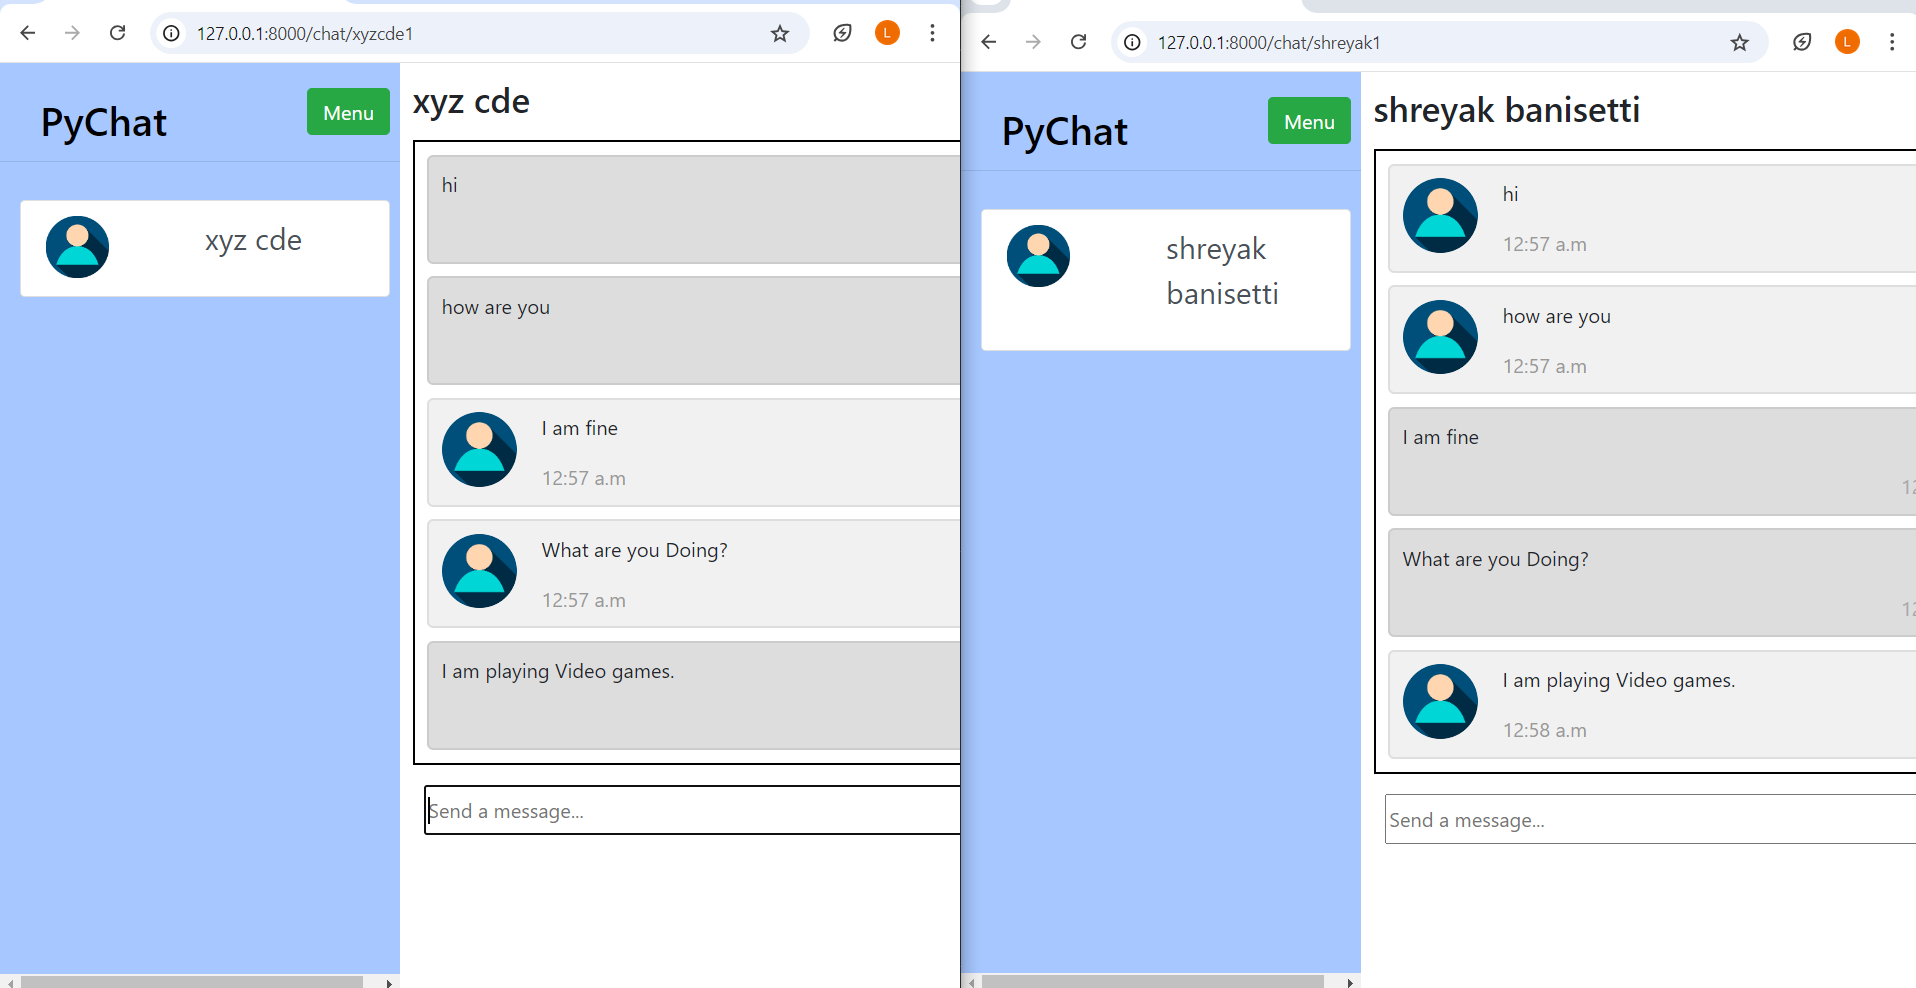 127.0.0.1:8000/chat/xyzcde1
L
PyChat
Menu
xyz cde
xyz cde
hi
how are you
I am fine
12:57 a.m
What are you Doing?
12:57 a.m
I am playing Video games.
Send a message...
127.0.0.1:8000/chat/shreyak1
L
PyChat
Menu
shreyak
banisetti
shreyak banisetti
hi
12:57 a.m
how are you
12:57 a.m
I am fine
What are you Doing?
I am playing Video games.
12:58 a.m
Send a message...